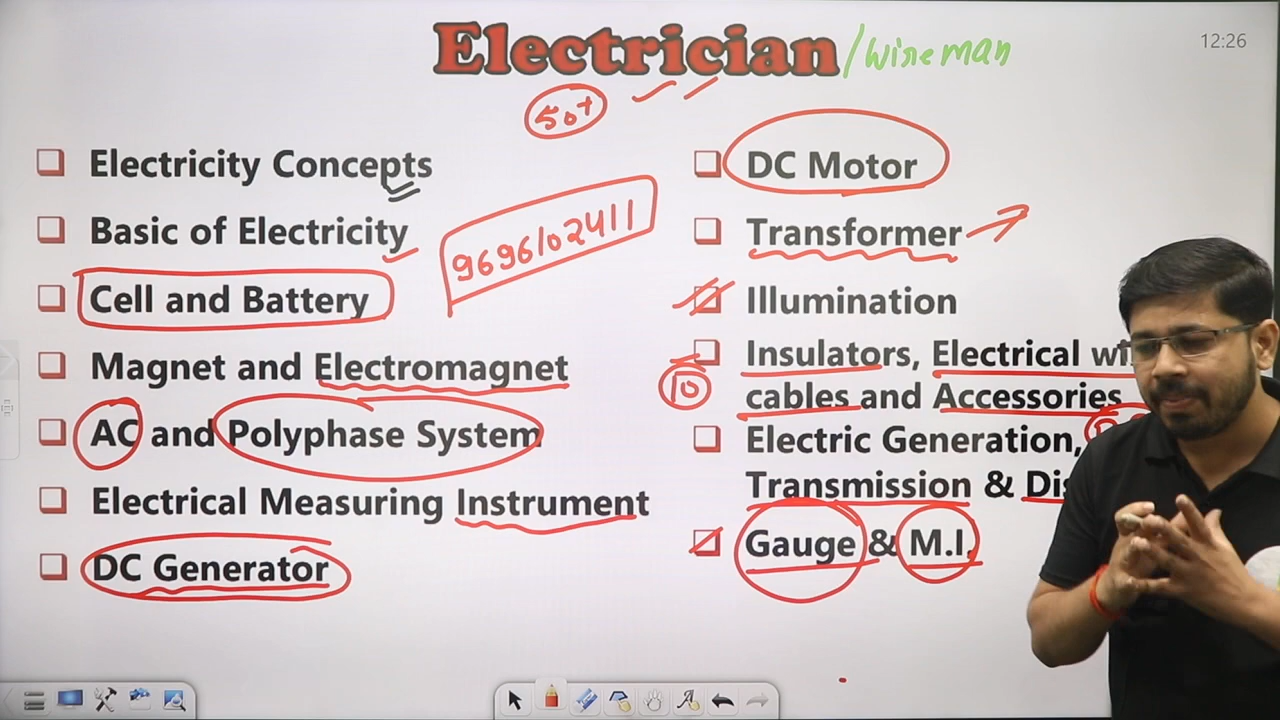 Electrician/wireman
12:26
50+
Electricity Concepts
Basic of Electricity
9696102411
Cell and Battery
Magnet and Electromagnet
AC and Polyphase System
Electrical Measuring Instrument
DC Generator
DC Motor
Transformer
Illumination
Insulators, Electrical
10
cables and Accessories
Electric Generation,
Transmission &
Gauge & M.I.